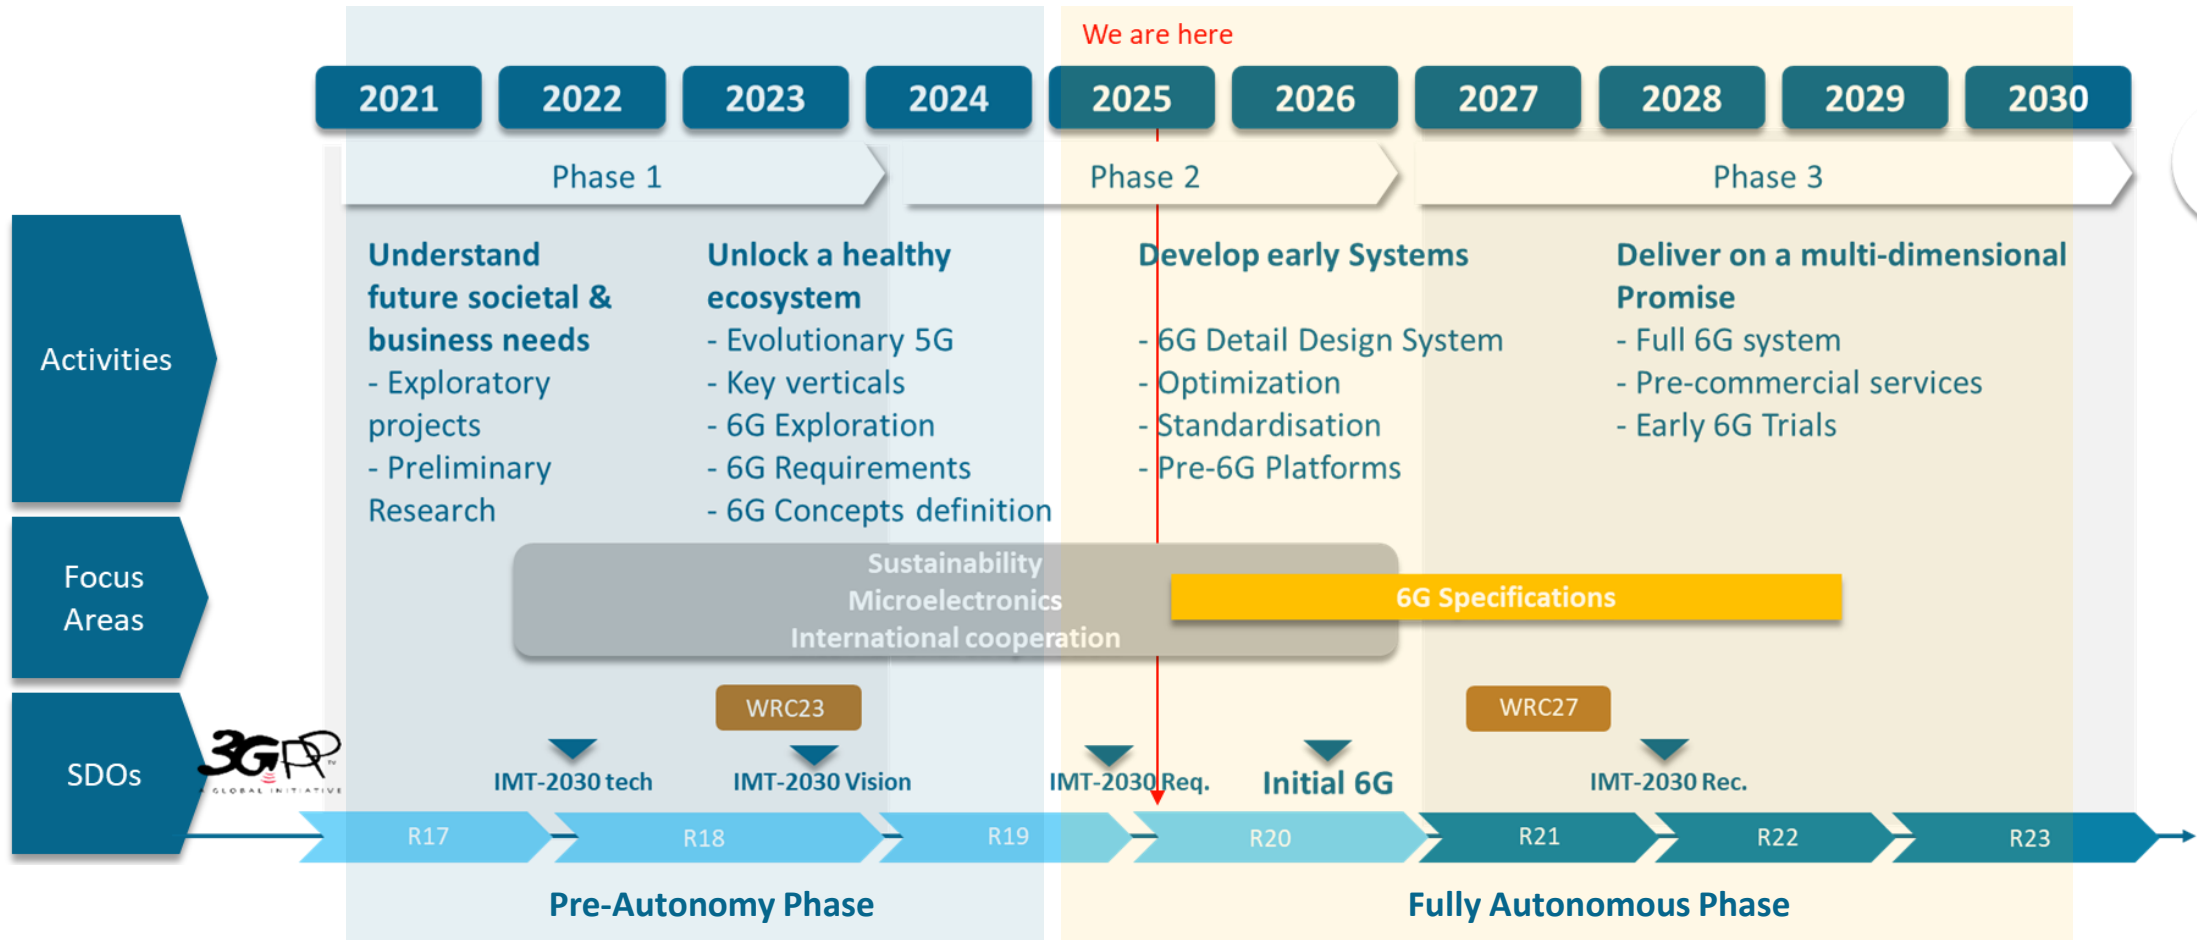 We are here
2021 2022 2023 2024 2025 2026 2027 2028 2029 2030
Phase 1 Phase 2 Phase 3
Activities
Understand
future societal &
business needs
- Exploratory
projects
- Preliminary
Research
Unlock a healthy
ecosystem
- Evolutionary 5G
- Key verticals
- 6G Exploration
- 6G Requirements
- 6G Concepts definition
Develop early Systems
- 6G Detail Design System
- Optimization
- Standardisation
- Pre-6G Platforms
Deliver on a multi-dimensional
Promise
- Full 6G system
- Pre-commercial services
- Early 6G Trials
Focus
Areas
Sustainability
Microelectronics
International cooperation
6G Specifications
SDOs
3GPP
TM
A GLOBAL INITIATIVE
WRC23
WRC27
IMT-2030 tech
IMT-2030 Vision
IMT-2030 Req.
Initial 6G
IMT-2030 Rec.
R17 R18 R19 R20 R21 R22 R23
Pre-Autonomy Phase
Fully Autonomous Phase